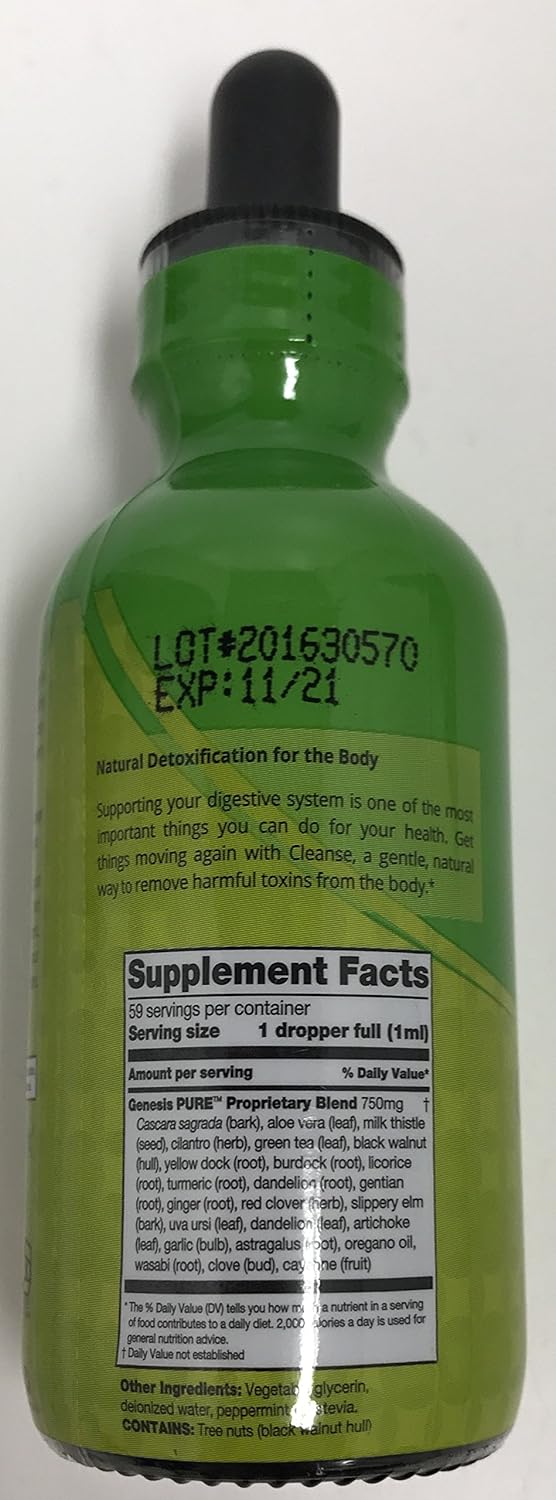 LOT#201630570
EXP:11/21
Natural Detoxification for the Body
Supporting your digestive system is one of the most
important things you can do for your health. Get
things moving again with Cleanse, a gentle, natural
way to remove harmful toxins from the body.*
Supplement Facts
59 servings per container
Serving size 1 dropper full (1ml)
Amount per serving % Daily Value*
Genesis PURE™ Proprietary Blend 750mg †
Cascara sagrada (bark), aloe vera (leaf), milk thistle
(seed), cilantro (herb), green tea (leaf), black walnut
(hull), yellow dock (root), burdock (root), licorice
(root), turmeric (root), dandelion (root), gentian
(root), ginger (root), red clover (herb), slippery elm
(bark), uva ursi (leaf), dandelion (leaf), artichoke
(leaf), garlic (bulb), astragalus (root), oregano oil,
wasabi (root), clove (bud), cayenne (fruit)
*The % Daily Value (DV) tells you how much a nutrient in a serving
of food contributes to a daily diet. 2,000 calories a day is used for
general nutrition advice.
† Daily Value not established
Other Ingredients: Vegetable glycerin,
deionized water, peppermint stevia.
CONTAINS: Tree nuts (black walnut hull)